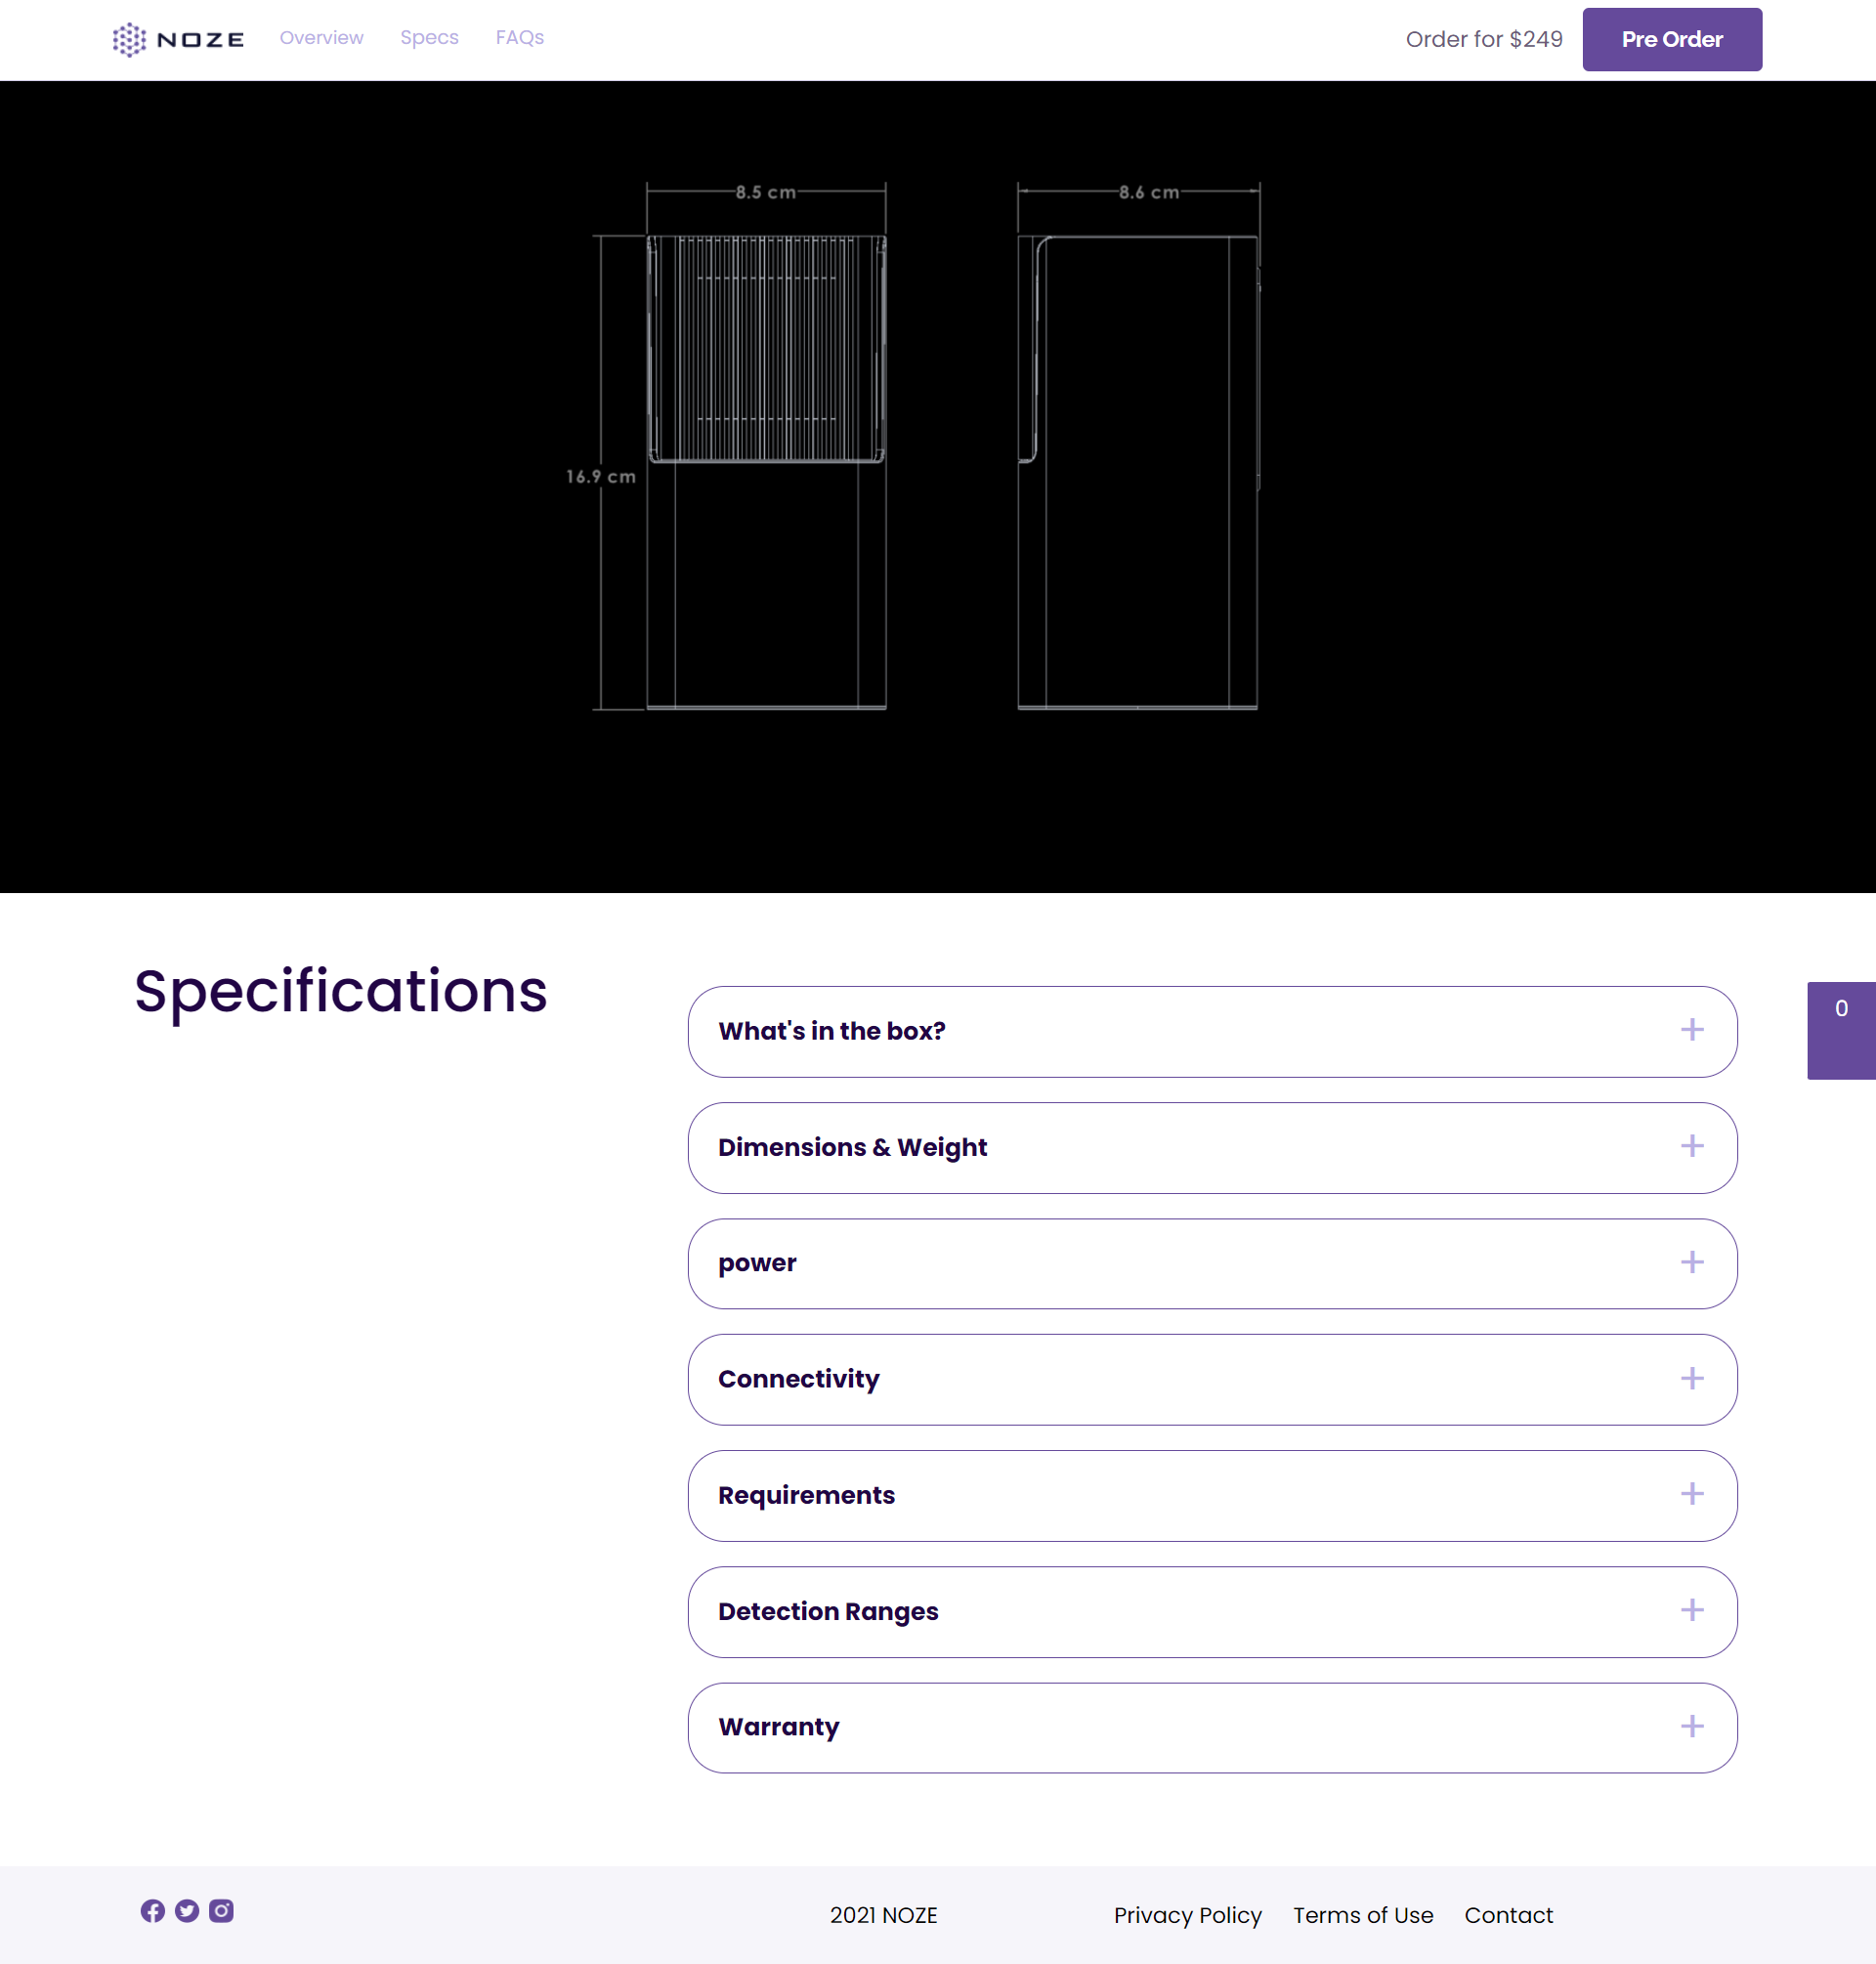 NOZE Overview Specs FAQs Order for $249 Pre Order
8.5 cm 8.6 cm
16.9 cm
Specifications
What's in the box?
0
Dimensions & Weight
power
Connectivity
Requirements
Detection Ranges
Warranty
2021 NOZE Privacy Policy Terms of Use Contact